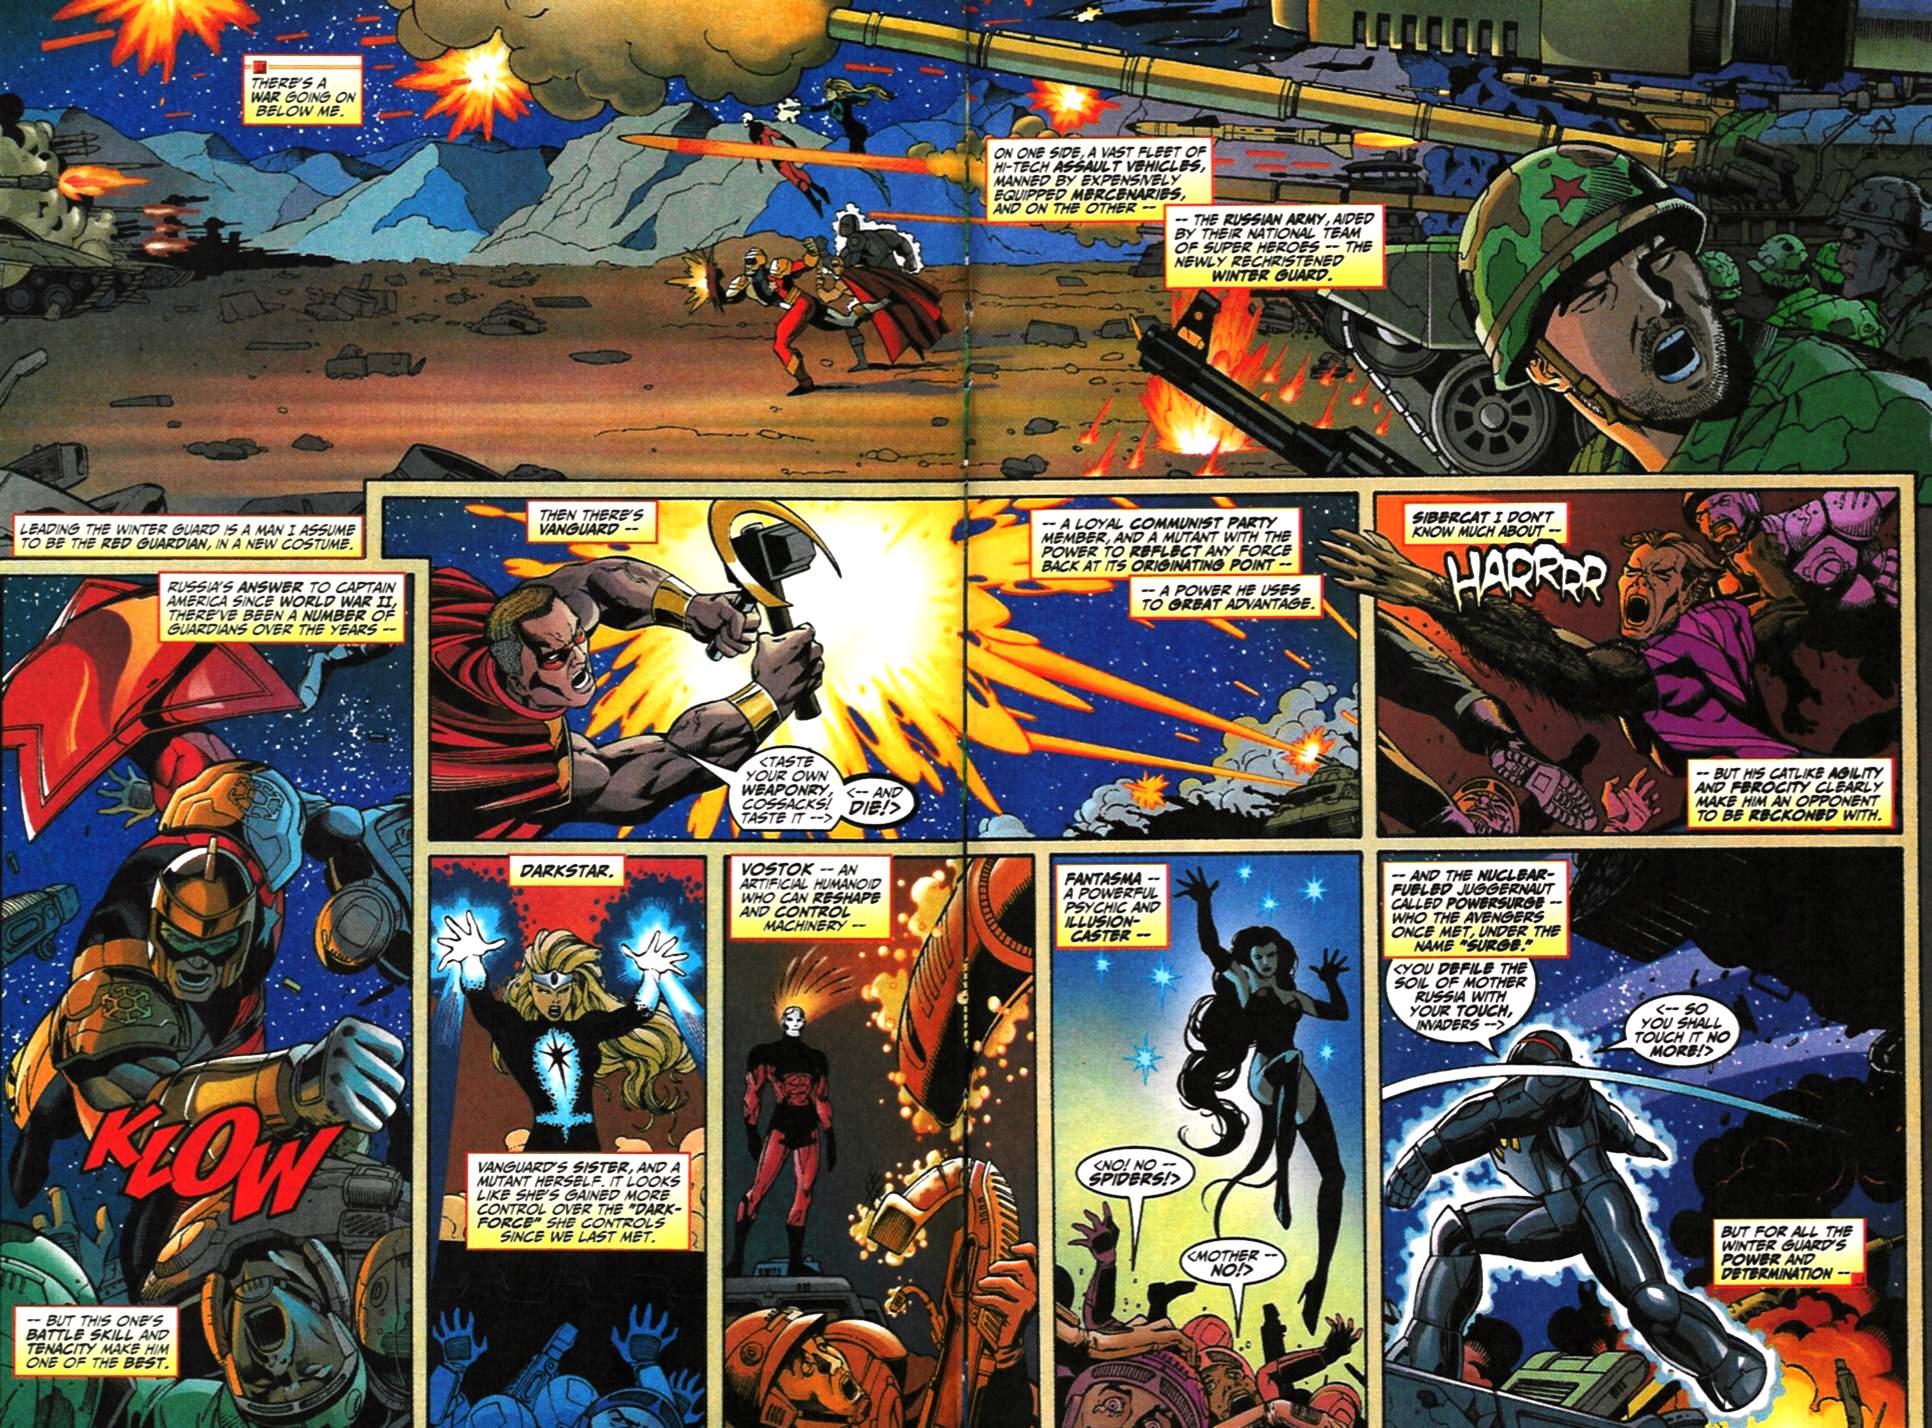 THERE'S A
WAR GOING ON
BELOW ME.
ON ONE SIDE, A VAST FLEET OF
HI-TECH ASSAULT VEHICLES,
MANNED BY EXPENSIVELY
EQUIPPED MERCENARIES,
AND ON THE OTHER --
-- THE RUSSIAN ARMY, AIDED
BY THEIR NATIONAL TEAM
OF SUPER HEROES -- THE
NEWLY RECHRISTENED
WINTER GUARD.
LEADING THE WINTER GUARD IS A MAN I ASSUME
TO BE THE RED GUARDIAN, IN A NEW COSTUME.
RUSSIA'S ANSWER TO CAPTAIN
AMERICA SINCE WORLD WAR II,
THERE'VE BEEN A NUMBER OF
GUARDIANS OVER THE YEARS --
KLOW
-- BUT THIS ONE'S
BATTLE SKILL AND
TENACITY MAKE HIM
ONE OF THE BEST.
THEN THERE'S
VANGUARD --
-- A LOYAL COMMUNIST PARTY
MEMBER, AND A MUTANT WITH THE
POWER TO REFLECT ANY FORCE
BACK AT ITS ORIGINATING POINT --
-- A POWER HE USES
TO GREAT ADVANTAGE.
<TASTE
YOUR OWN
WEAPONRY,
COSSACKS!
TASTE IT -->
<-- AND
DIE!>
SIBERCAT I DON'T
KNOW MUCH ABOUT --
HARRRRR
-- BUT HIS CATLIKE AGILITY
AND FEROCITY CLEARLY
MAKE HIM AN OPPONENT
TO BE RECKONED WITH.
DARKSTAR.
VANGUARD'S SISTER, AND A
MUTANT HERSELF. IT LOOKS
LIKE SHE'S GAINED MORE
CONTROL OVER THE "DARK-
FORCE" SHE CONTROLS
SINCE WE LAST MET.
VOSTOK -- AN
ARTIFICIAL HUMANOID
WHO CAN RESHAPE
AND CONTROL
MACHINERY --
FANTASMA --
A POWERFUL
PSYCHIC AND
ILLUSION-
CASTER --
<NO! NO --
SPIDERS!>
<MOTHER --
NO!>
-- AND THE NUCLEAR-
FUELED JUGGERNAUT
CALLED POWERSURGE --
WHO THE AVENGERS
ONCE MET, UNDER THE
NAME "SURGE."
<YOU DEFILE THE
SOIL OF MOTHER
RUSSIA WITH
YOUR TOUCH,
INVADERS -->
<-- SO
YOU SHALL
TOUCH IT NO
MORE!>
BUT FOR ALL THE
WINTER GUARD'S
POWER AND
DETERMINATION --